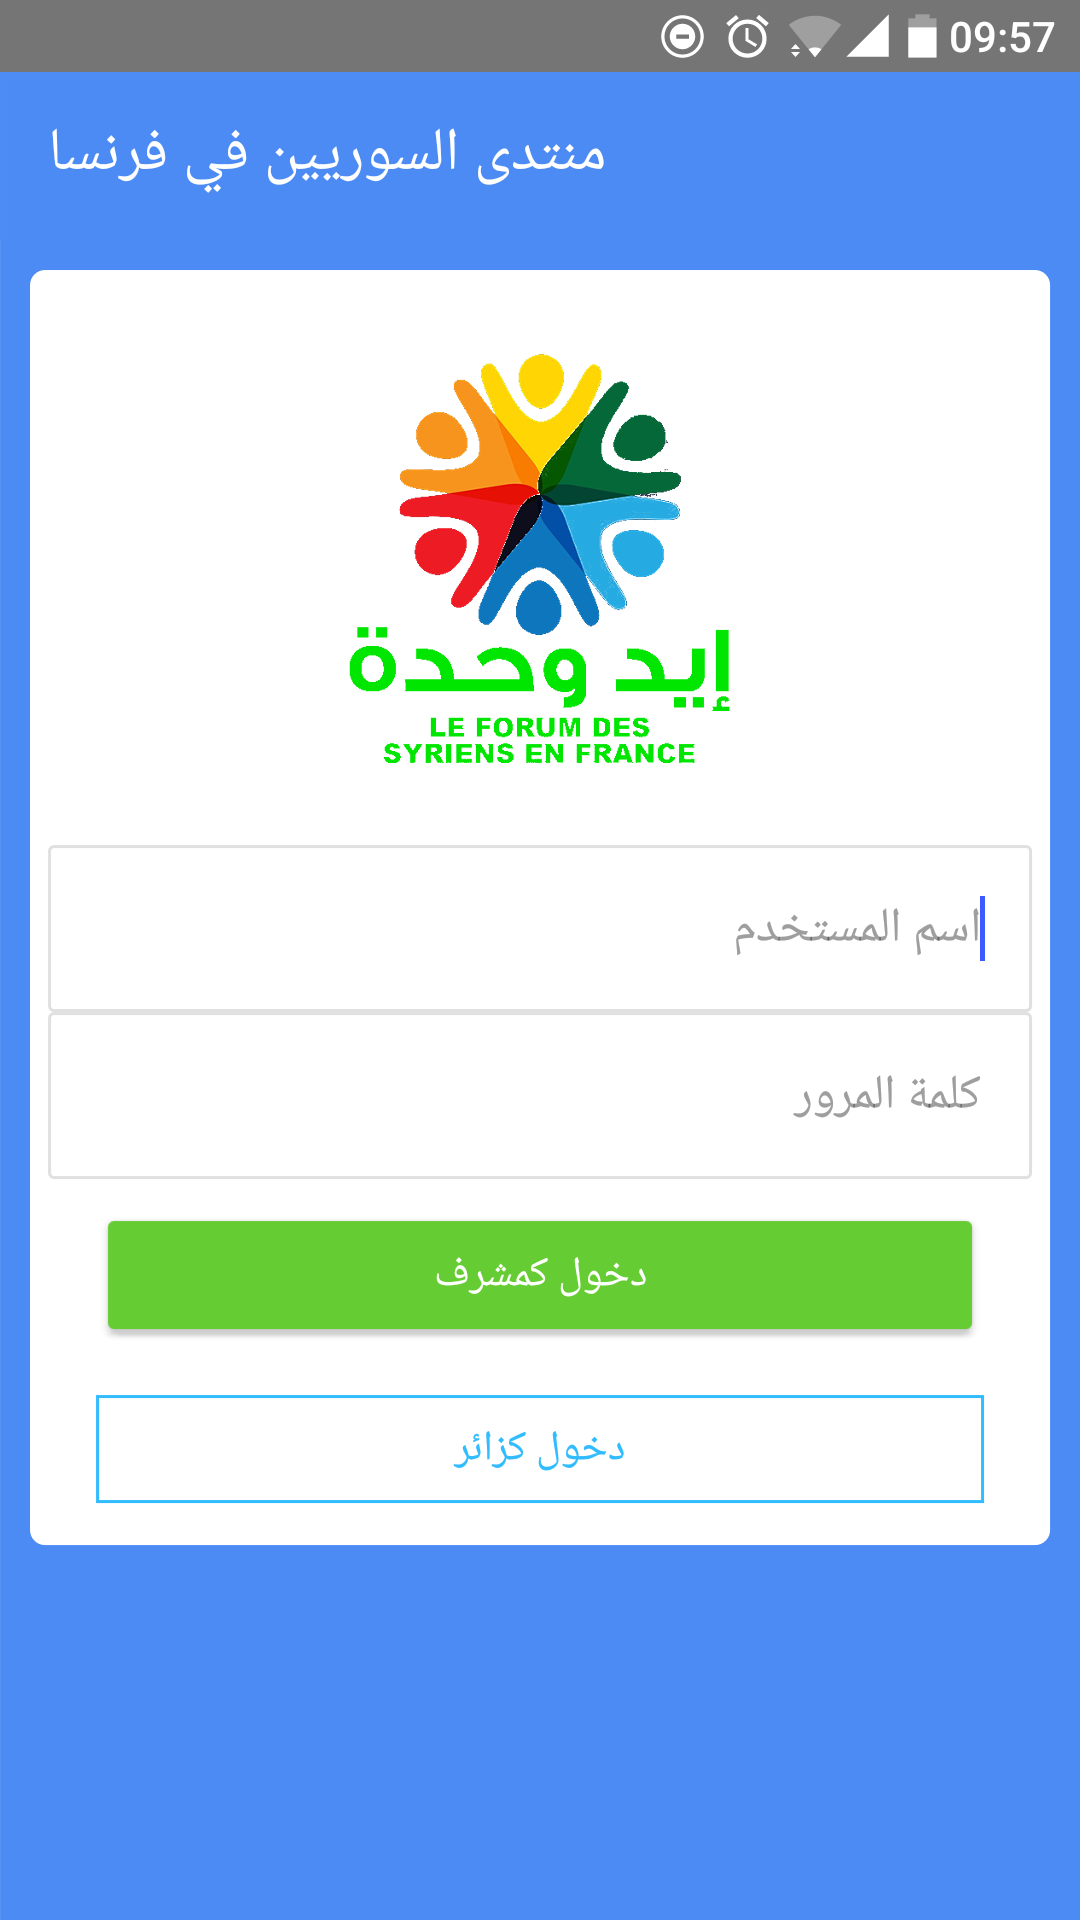 09:57
منتدى السوريين في فرنسا
إيد وحدة
LE FORUM DES
SYRIENS EN FRANCE
اسم المستخدم
كلمة المرور
دخول كمشرف
دخول كزائر